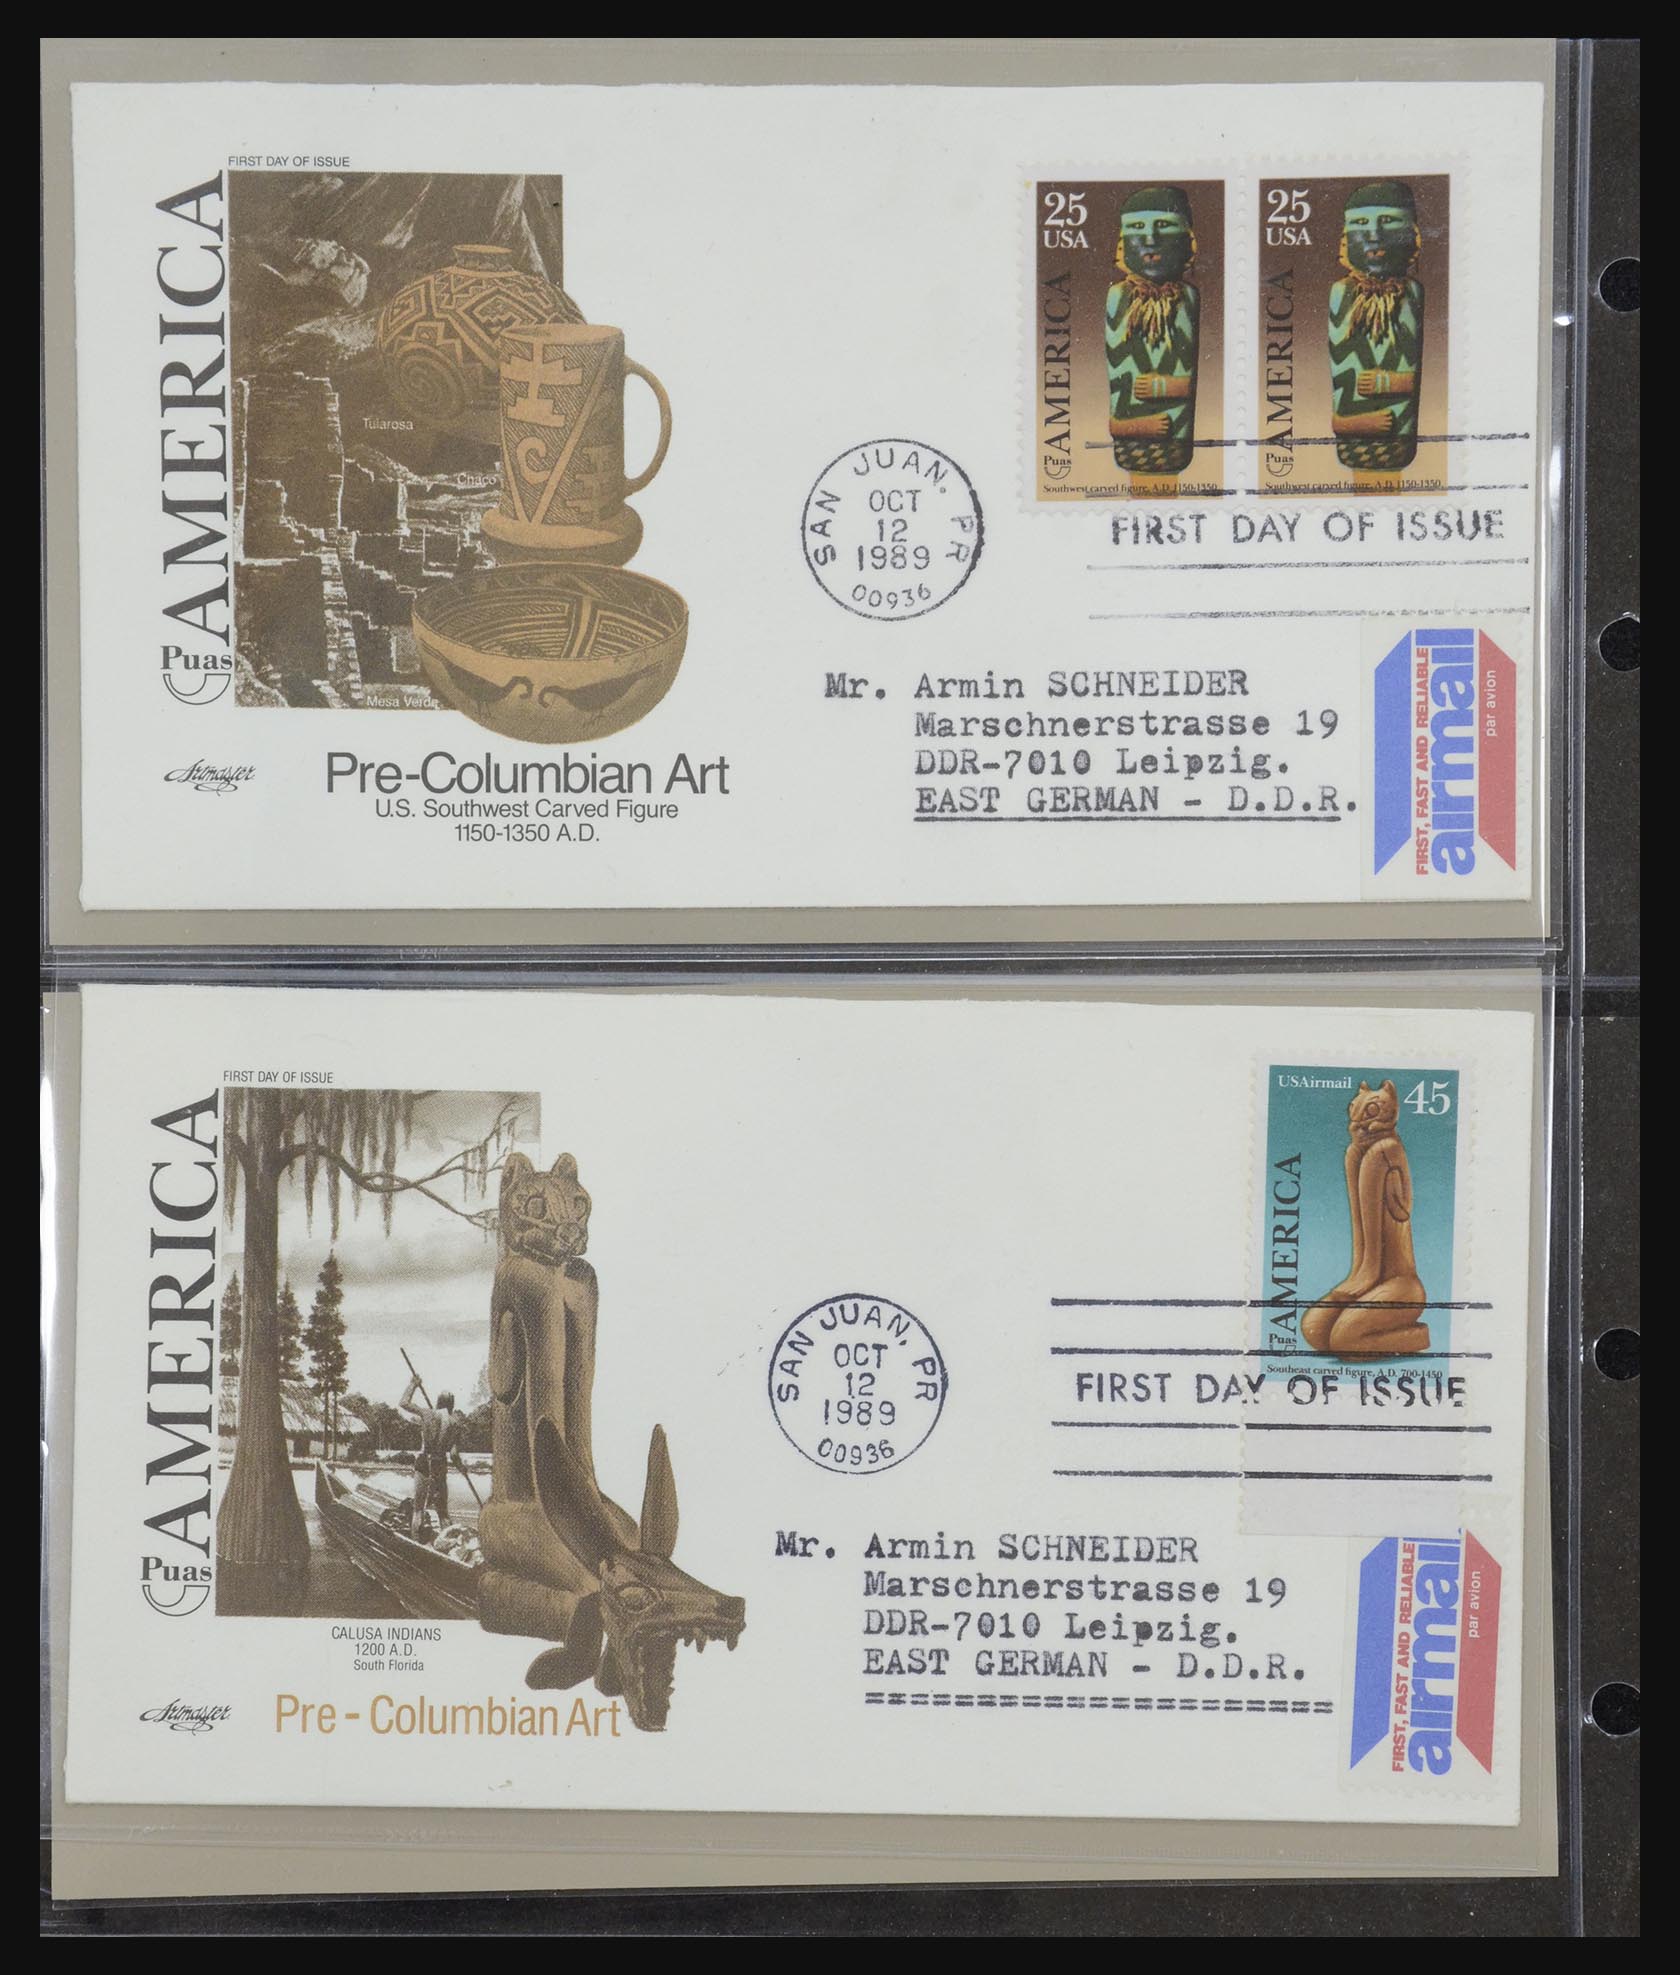 FIRST DAY OF ISSUE
AMERICA
Puas
Tularosa
Chaco
Mesa Verde
Artmaster
Pre-Columbian Art
U.S. Southwest Carved Figure
1150-1350 A.D.
25
USA
AMERICA
Puas
Southwest carved figure, A.D. 1150-1350
25
USA
AMERICA
Puas
Southwest carved figure, A.D. 1150-1350
SAN JUAN, PR
OCT
12
1989
00936
FIRST DAY OF ISSUE
Mr. Armin SCHNEIDER
Marschnerstrasse 19
DDR-7010 Leipzig.
EAST GERMAN - D.D.R.
FIRST, FAST AND RELIABLE
airmail
par avion
FIRST DAY OF ISSUE
AMERICA
Puas
CALUSA INDIANS
1200 A.D.
South Florida
Artmaster
Pre-Columbian Art
USAirmail
45
AMERICA
Puas
Southeast carved figure, A.D. 700-1450
SAN JUAN, PR
OCT
12
1989
00936
FIRST DAY OF ISSUE
Mr. Armin SCHNEIDER
Marschnerstrasse 19
DDR-7010 Leipzig.
EAST GERMAN - D.D.R.
=====================
FIRST, FAST AND RELIABLE
airmail
par avion